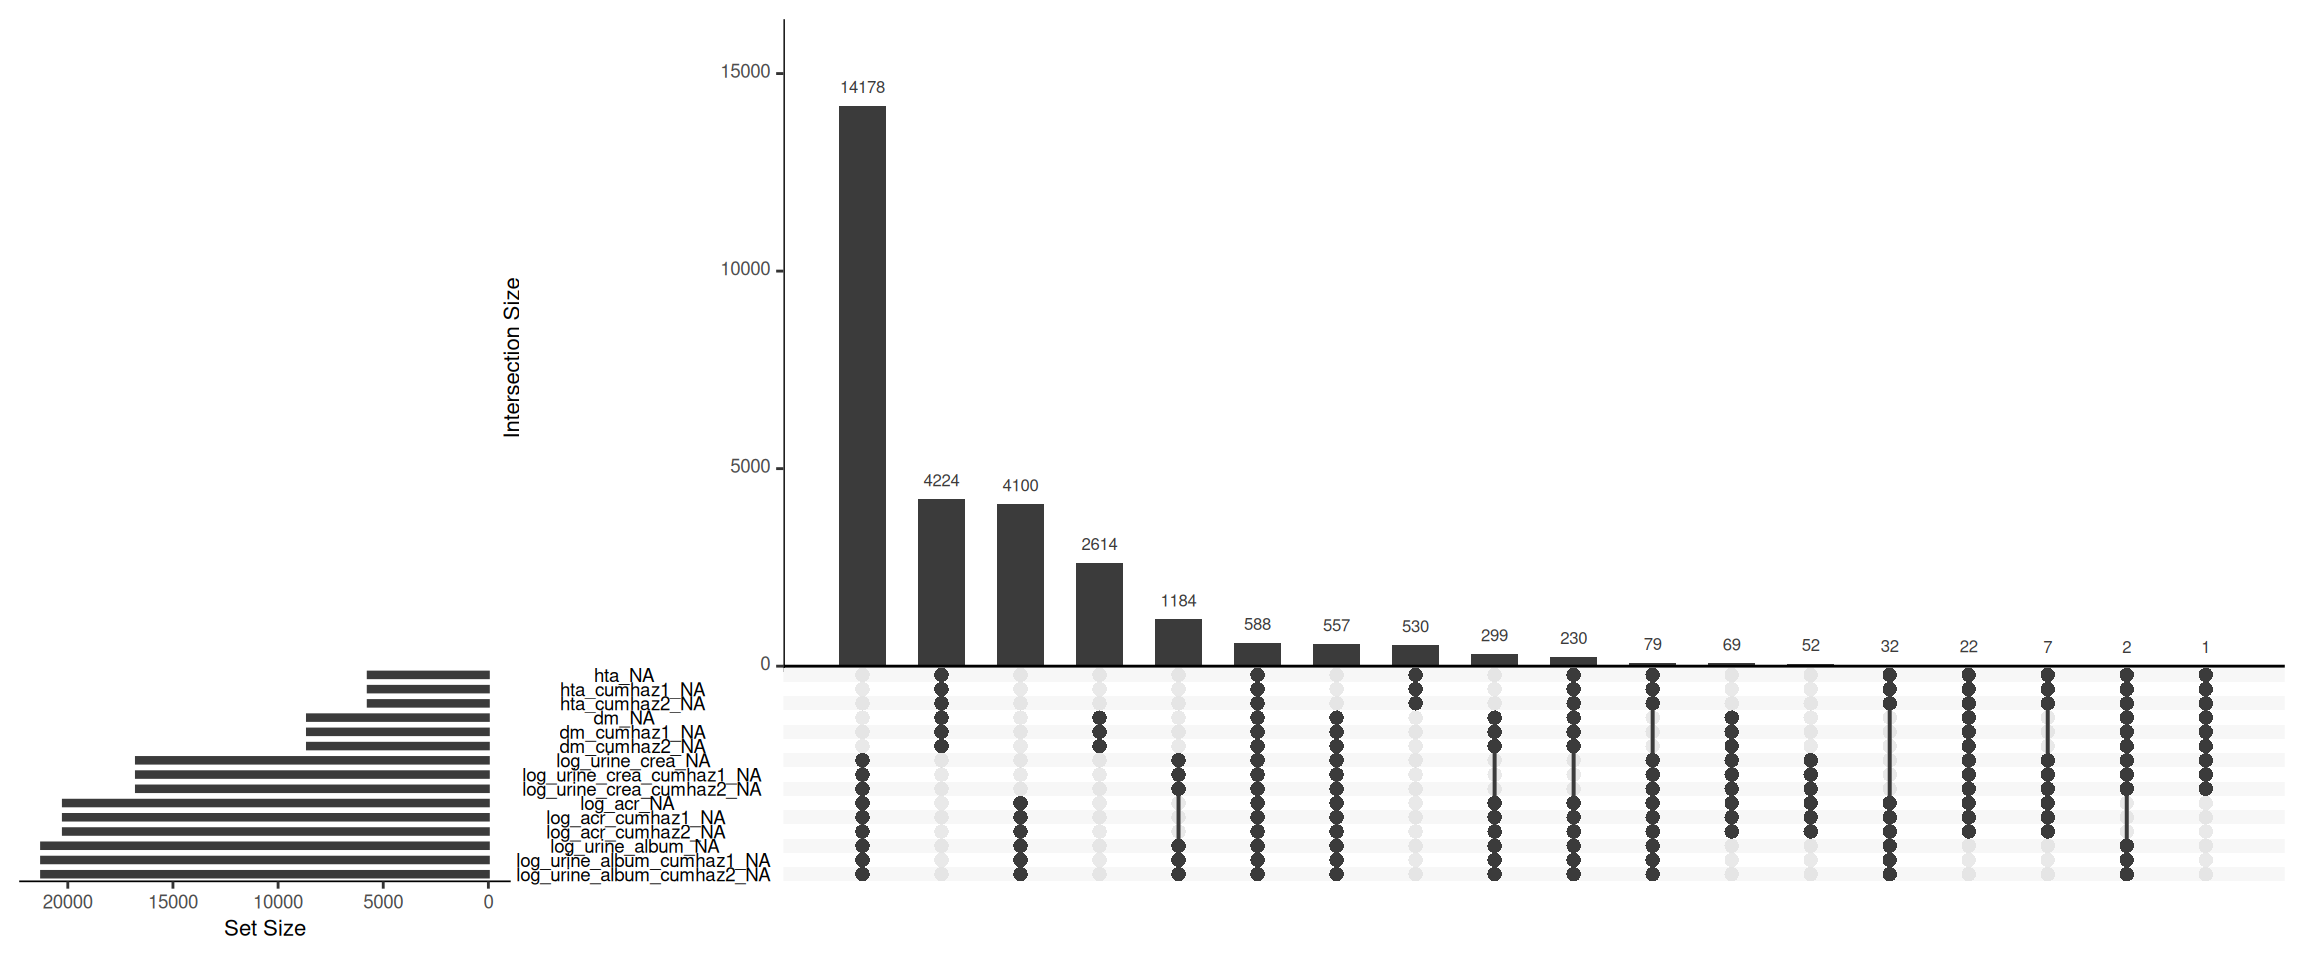 15000
10000
5000
0
Intersection Size
14178
4224
4100
2614
1184
588
557
530
299
230
79
69
52
32
22
7
2
1
hta_NA
hta_cumhaz1_NA
hta_cumhaz2_NA
dm_NA
dm_cumhaz1_NA
dm_cumhaz2_NA
log_urine_crea_NA
log_urine_crea_cumhaz1_NA
log_urine_crea_cumhaz2_NA
log_acr_NA
log_acr_cumhaz1_NA
log_acr_cumhaz2_NA
log_urine_album_NA
log_urine_album_cumhaz1_NA
log_urine_album_cumhaz2_NA
20000 15000 10000 5000 0
Set Size